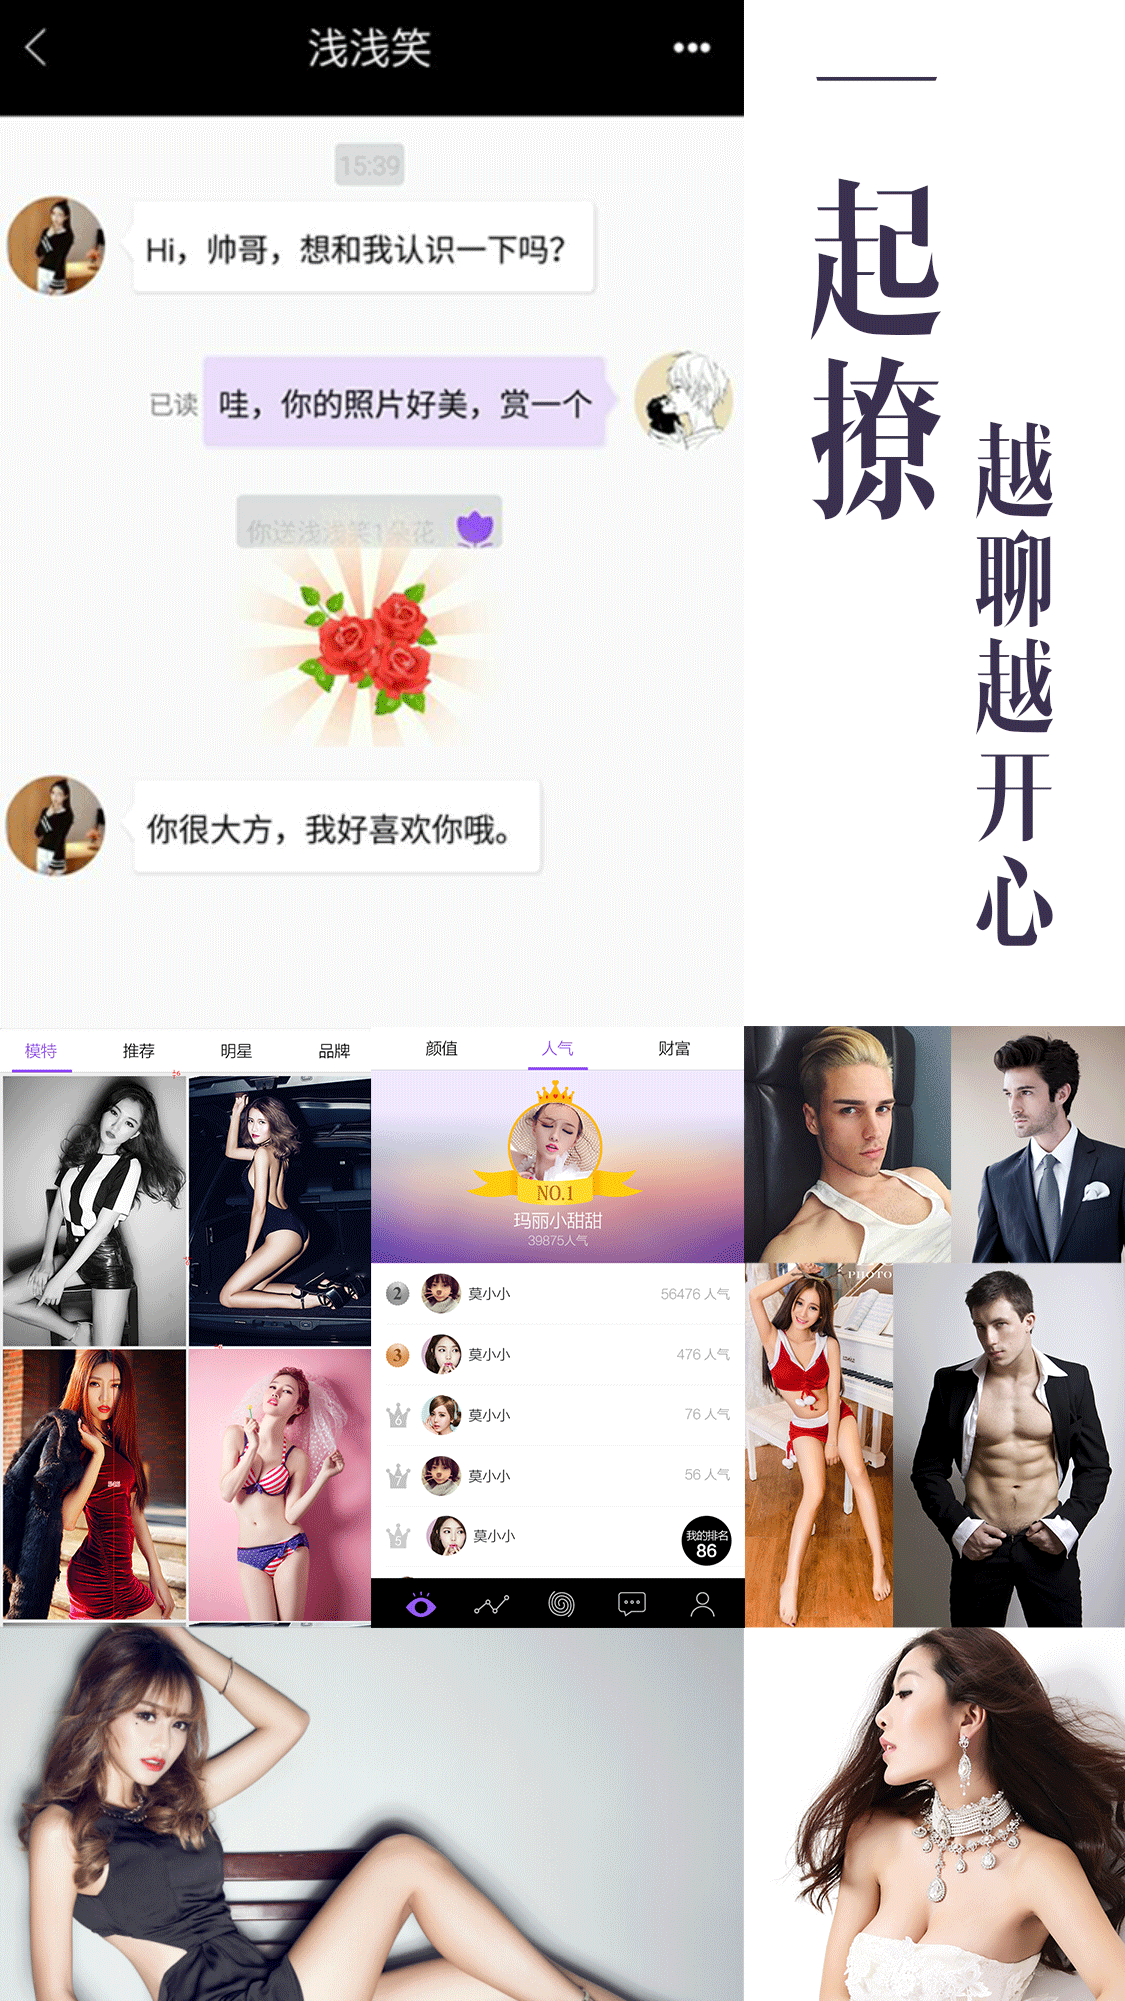 浅浅笑
15:39
Hi，帅哥，想和我认识一下吗？
已读
哇，你的照片好美，赏一个
你送浅浅笑1朵花
你很大方，我好喜欢你哦。
一起撩
越聊越开心
模特 推荐 明星 品牌
颜值 人气 财富
NO.1
玛丽小甜甜
39875人气
2 莫小小 56476 人气
3 莫小小 476 人气
6 莫小小 76 人气
7 莫小小 56 人气
5 莫小小
我的排名
86
PHOTO